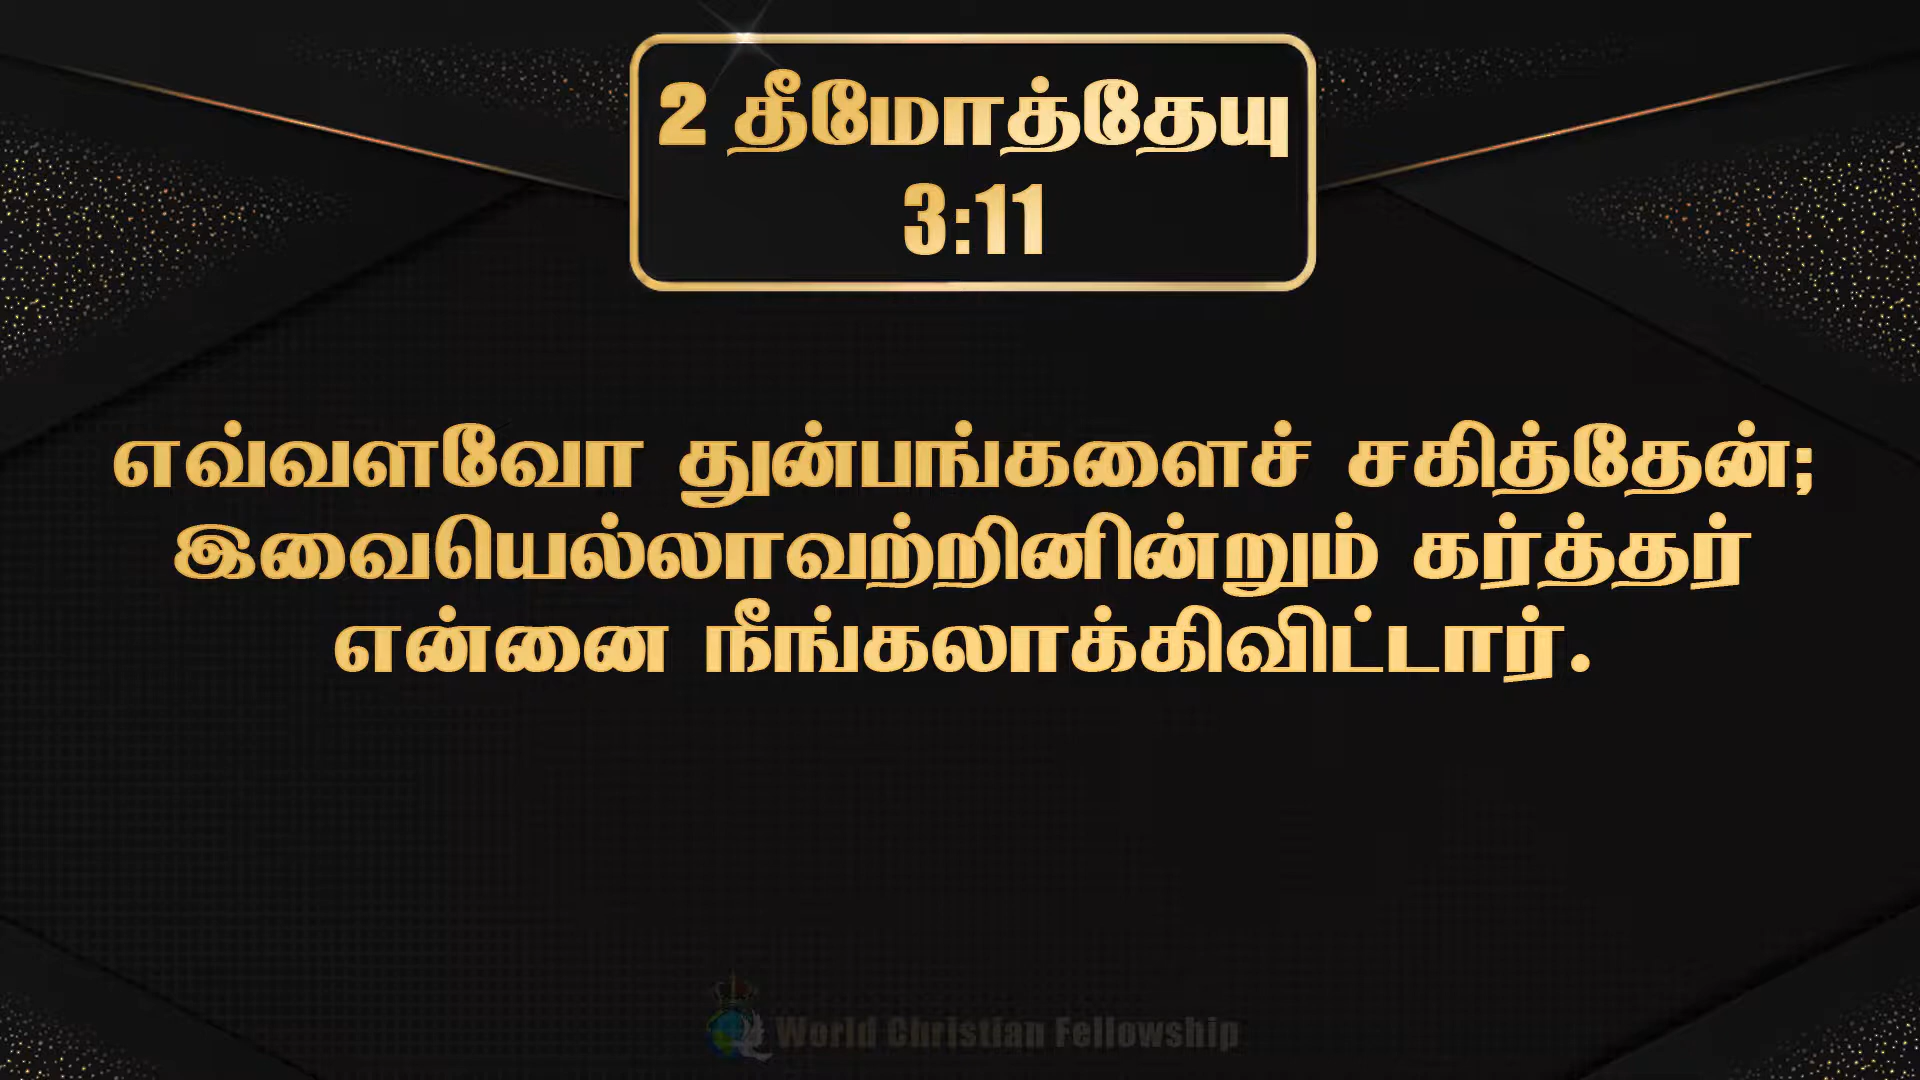 2 தீமோத்தேயு
3:11
எவ்வளவோ துன்பங்களைச் சகித்தேன்;
இவையெல்லாவற்றினின்றும் கர்த்தர்
என்னை நீங்கலாக்கிவிட்டார்.
World Christian Fellowship